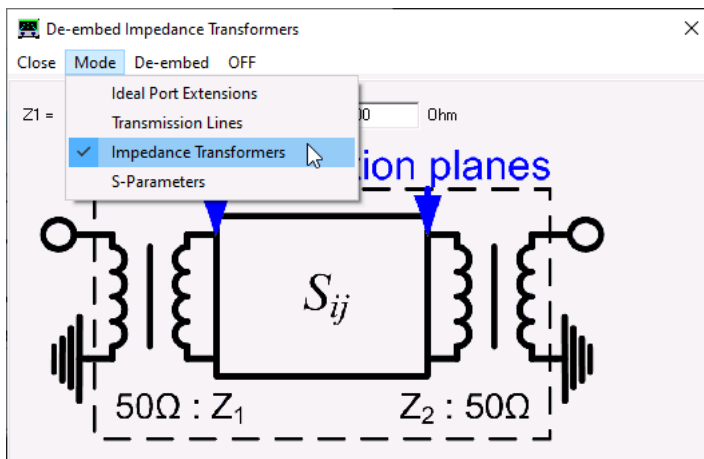 De-embed Impedance Transformers
Close Mode De-embed OFF
Ideal Port Extensions
Z1 = Ohm
Transmission Lines
Impedance Transformers
planes
S-Parameters
Sij
50Ω : Z1 Z2 : 50Ω